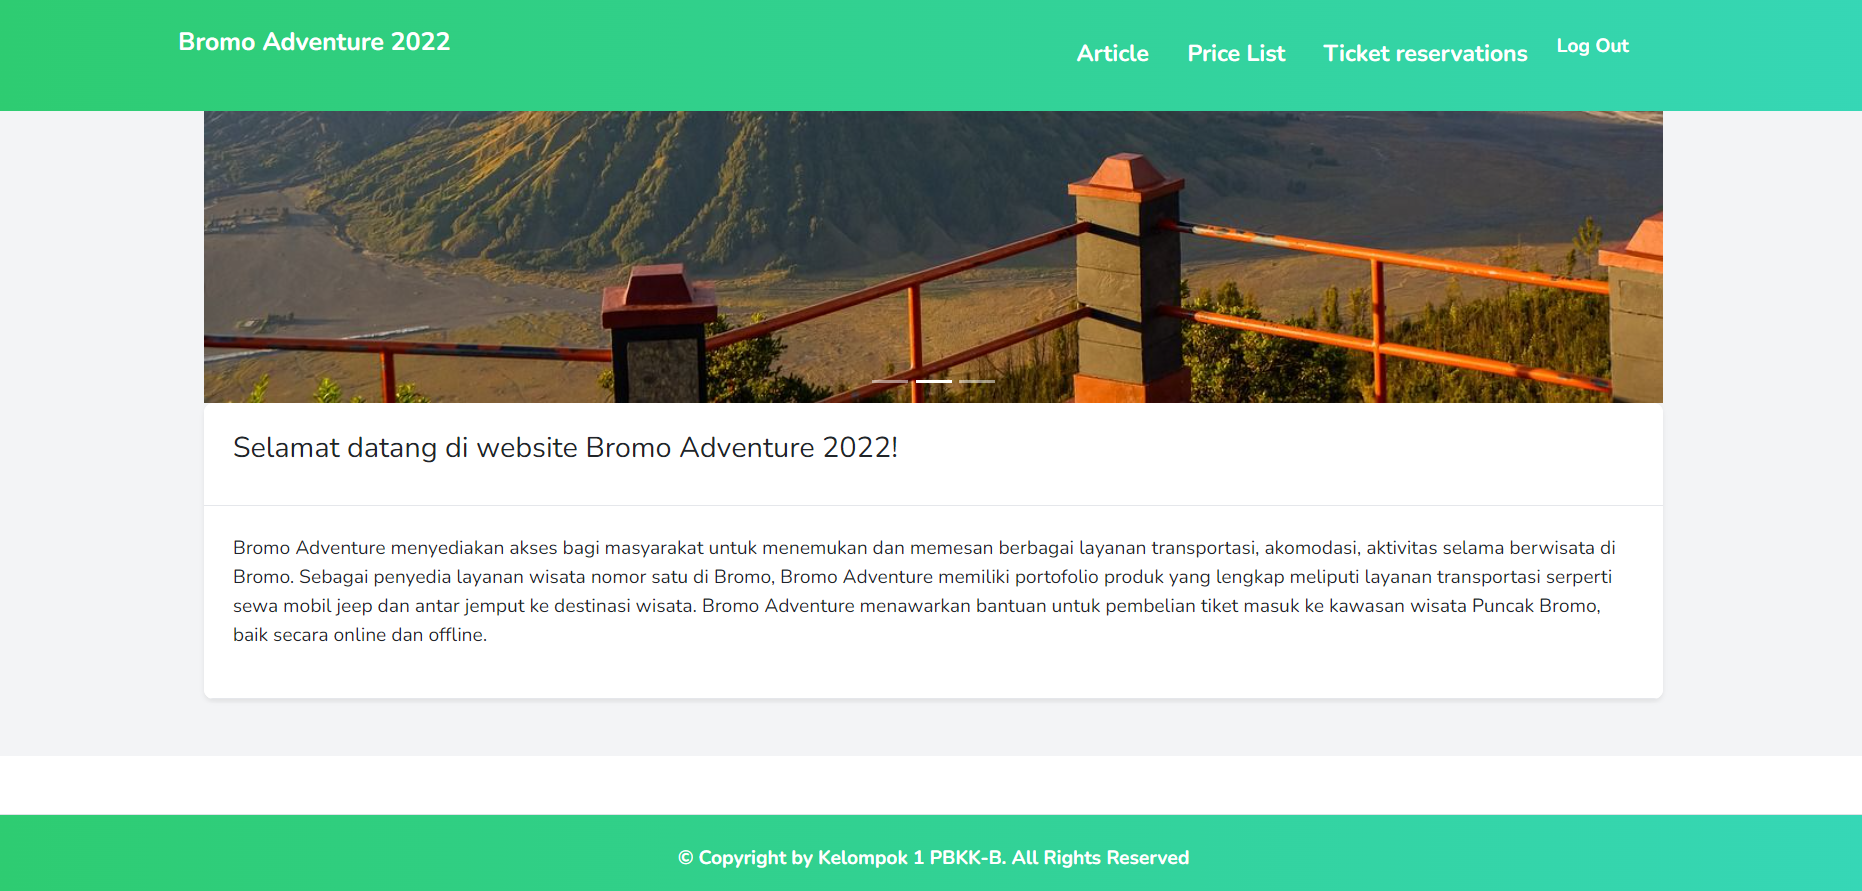 Bromo Adventure 2022
Article
Price List
Ticket reservations
Log Out
Selamat datang di website Bromo Adventure 2022!
Bromo Adventure menyediakan akses bagi masyarakat untuk menemukan dan memesan berbagai layanan transportasi, akomodasi, aktivitas selama berwisata di
Bromo. Sebagai penyedia layanan wisata nomor satu di Bromo, Bromo Adventure memiliki portofolio produk yang lengkap meliputi layanan transportasi serperti
sewa mobil jeep dan antar jemput ke destinasi wisata. Bromo Adventure menawarkan bantuan untuk pembelian tiket masuk ke kawasan wisata Puncak Bromo,
baik secara online dan offline.
© Copyright by Kelompok 1 PBKK-B. All Rights Reserved